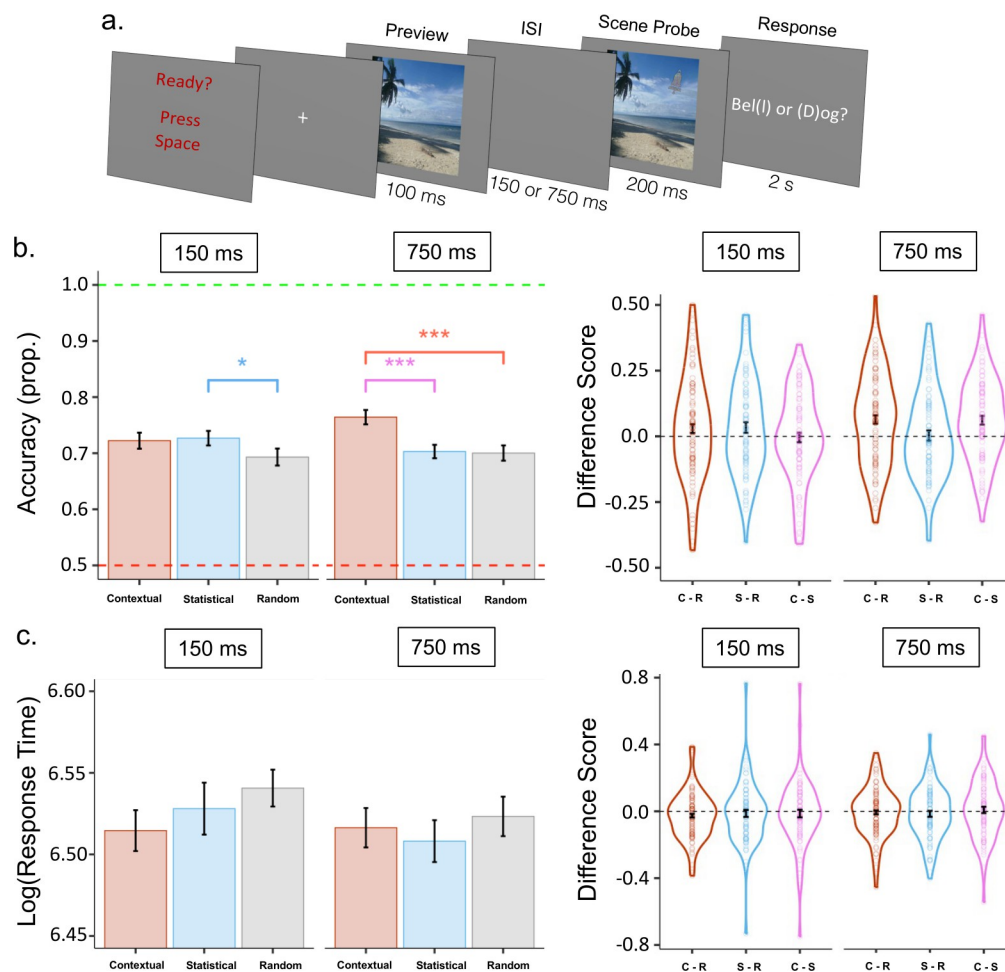 a.
Preview
ISI
Scene Probe
Response
Ready?
Press
Space
+
Bel(l) or (D)og?
100 ms
150 or 750 ms
200 ms
2 s
b.
150 ms
750 ms
150 ms
750 ms
Accuracy (prop.)
1.0
0.9
0.8
0.7
0.6
0.5
*
***
***
Contextual
Statistical
Random
Contextual
Statistical
Random
Difference Score
0.50
0.25
0.0
-0.25
-0.50
C - R
S - R
C - S
C - R
S - R
C - S
c.
150 ms
750 ms
150 ms
750 ms
Log(Response Time)
6.60
6.55
6.50
6.45
Contextual
Statistical
Random
Contextual
Statistical
Random
Difference Score
0.8
0.4
0.0
-0.4
-0.8
C - R
S - R
C - S
C - R
S - R
C - S